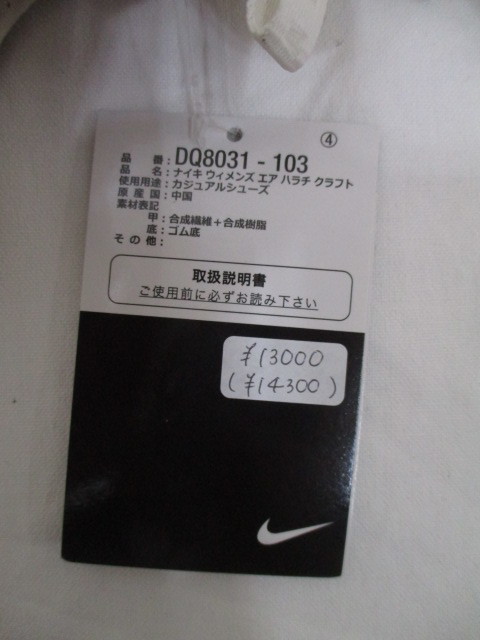 ④
品 番：DQ8031 - 103
品 名：ナイキ ウィメンズ エア ハラチ クラフト
使用用途：カジュアルシューズ
原 産 国：中国
素材表記
甲：合成繊維＋合成樹脂
底：ゴム底
そ の 他：
取扱説明書
ご使用前に必ずお読み下さい
¥13000
(¥14300)